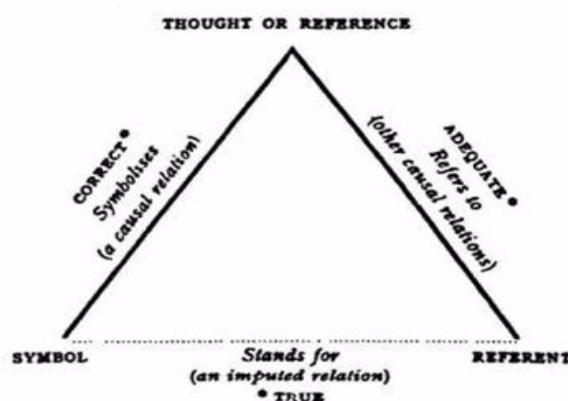 THOUGHT OR REFERENCE
CORRECT*
Symbolises
(a causal relation)
ADEQUATE*
Refers to
(other causal relations)
SYMBOL
Stands for
(an imputed relation)
* TRUE
REFERENT